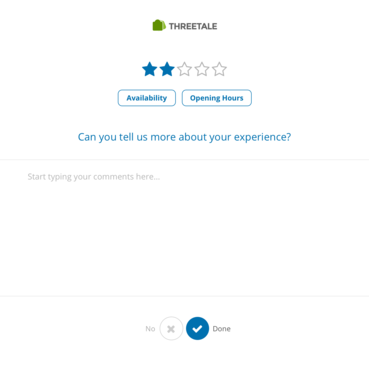 THREETALE
Availability Opening Hours
Can you tell us more about your experience?
Start typing your comments here...
No Done